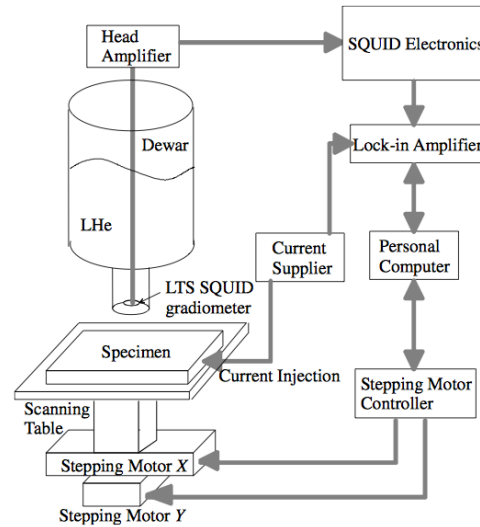 Head
Amplifier
SQUID Electronics
Dewar
Lock-in Amplifier
LHe
Current
Supplier
Personal
Computer
LTS SQUID
gradiometer
Specimen
Current Injection
Stepping Motor
Controller
Scanning
Table
Stepping Motor X
Stepping Motor Y